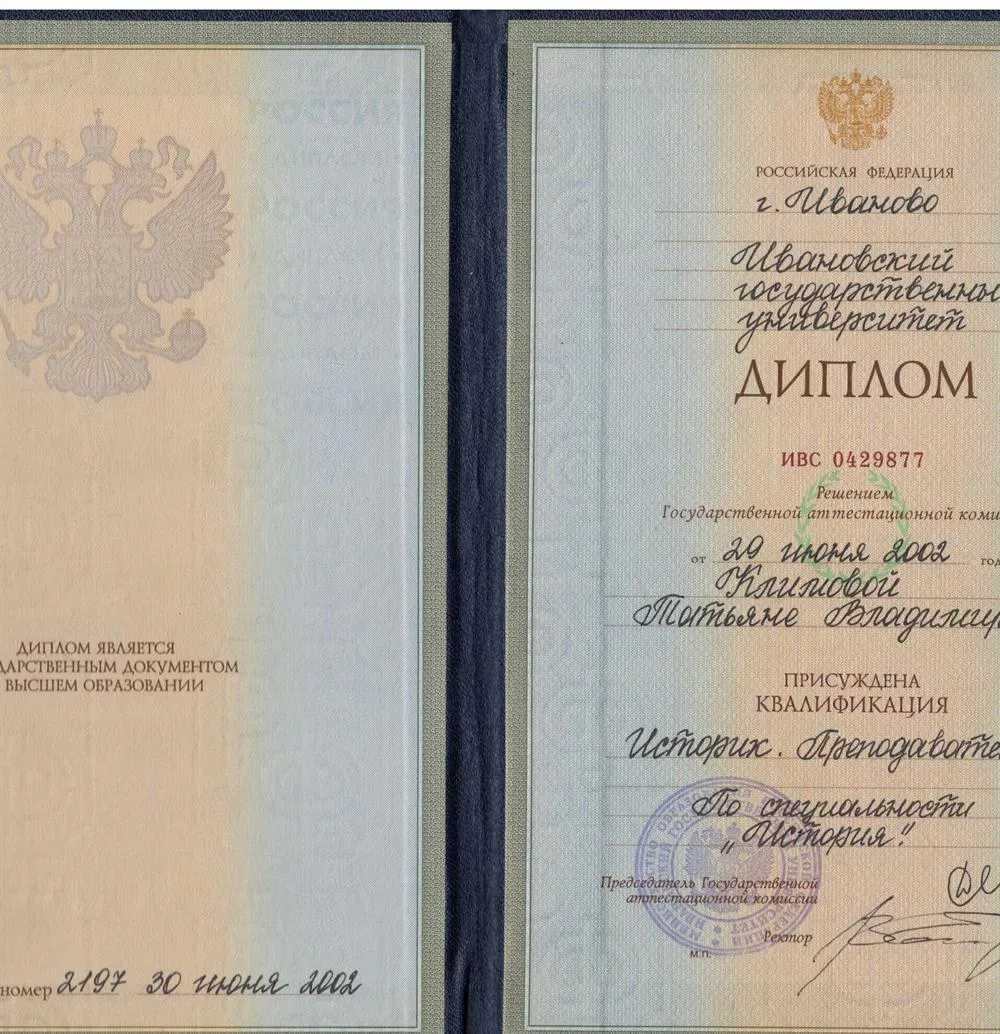 ДИПЛОМ ЯВЛЯЕТСЯ
ДАРСТВЕННЫМ ДОКУМЕНТОМ
ВЫСШЕМ ОБРАЗОВАНИИ
номер 2197 30 июня 2002
РОССИЙСКАЯ ФЕДЕРАЦИЯ
г. Иваново
Ивановский
государственны
университет
ДИПЛОМ
ИВС 0429877
Решением
Государственной аттестационной коми
от 29 июня 2002 год
Климовой
Татьяне Владимир
ПРИСУЖДЕНА
КВАЛИФИКАЦИЯ
Историк. Преподавате
По специальности
„История“
Председатель Государственной
аттестационной комиссии
Ректор
М.П.